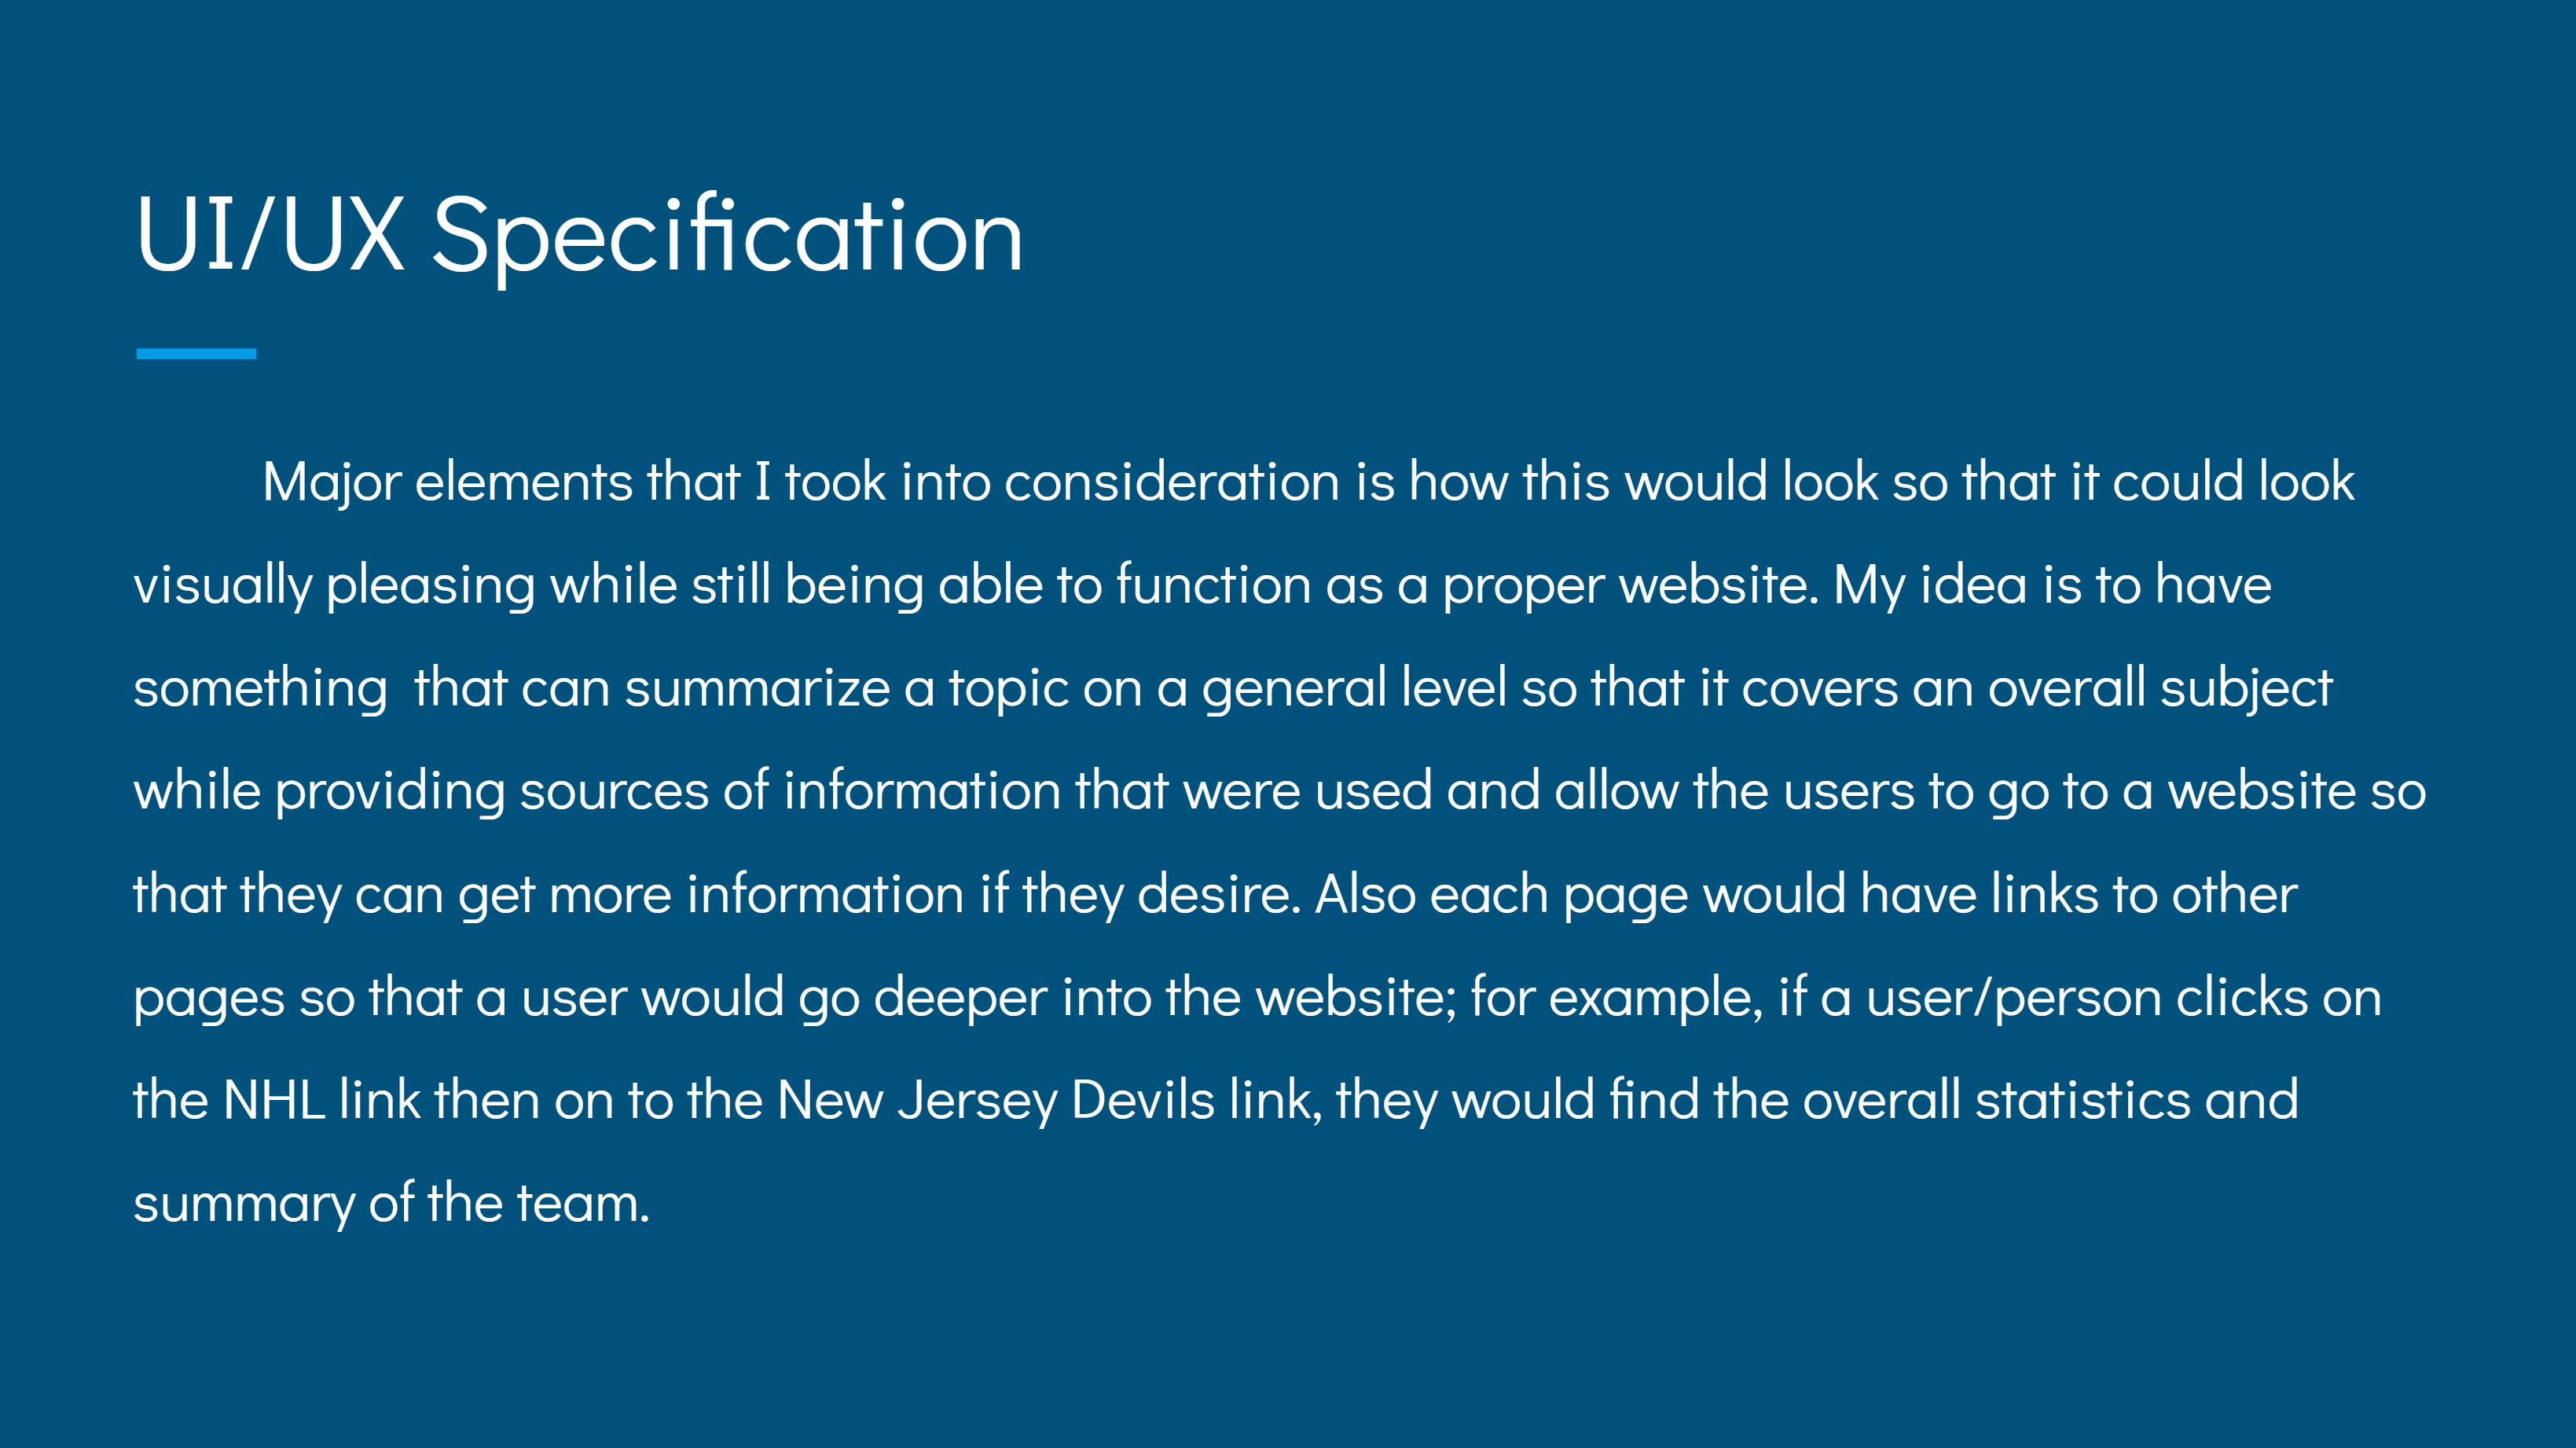 UI/UX Specification
Major elements that I took into consideration is how this would look so that it could look
visually pleasing while still being able to function as a proper website. My idea is to have
something  that can summarize a topic on a general level so that it covers an overall subject
while providing sources of information that were used and allow the users to go to a website so
that they can get more information if they desire. Also each page would have links to other
pages so that a user would go deeper into the website; for example, if a user/person clicks on
the NHL link then on to the New Jersey Devils link, they would find the overall statistics and
summary of the team.